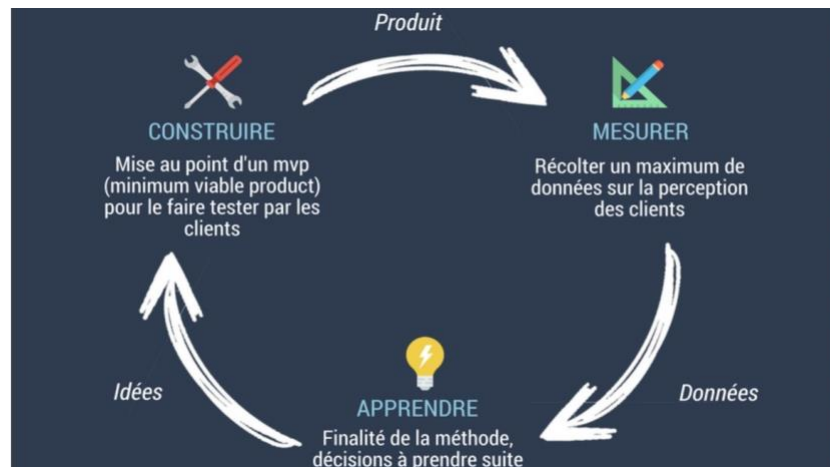 Produit
CONSTRUIRE
Mise au point d'un mvp
(minimum viable product)
pour le faire tester par les
clients
MESURER
Récolter un maximum de
données sur la perception
des clients
Données
APPRENDRE
Finalité de la méthode,
décisions à prendre suite
Idées